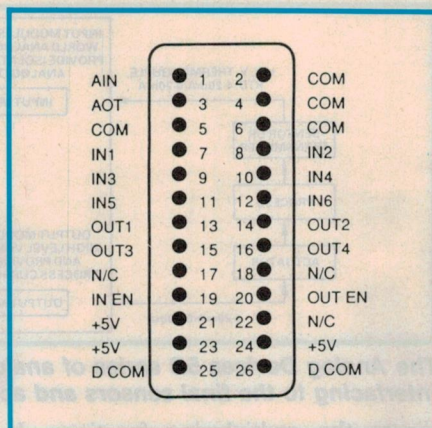 AIN 1 2 COM
AOT 3 4 COM
COM 5 6 COM
IN1 7 8 IN2
IN3 9 10 IN4
IN5 11 12 IN6
OUT1 13 14 OUT2
OUT3 15 16 OUT4
N/C 17 18 N/C
IN EN 19 20 OUT EN
+5V 21 22 N/C
+5V 23 24 +5V
D COM 25 26 D COM